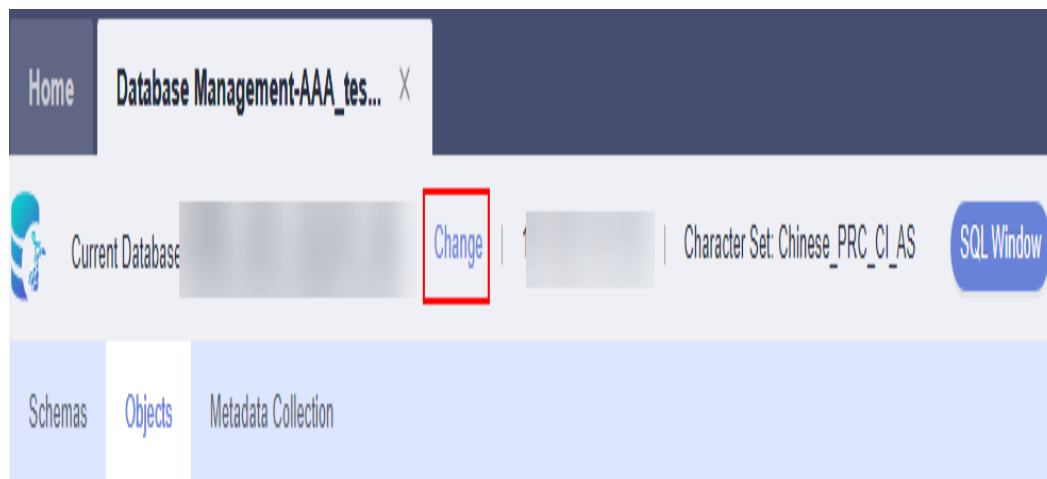 Home Database Management-AAA_tes... X
Current Database Change | | Character Set: Chinese_PRC_CI_AS SQL Window
Schemas Objects Metadata Collection